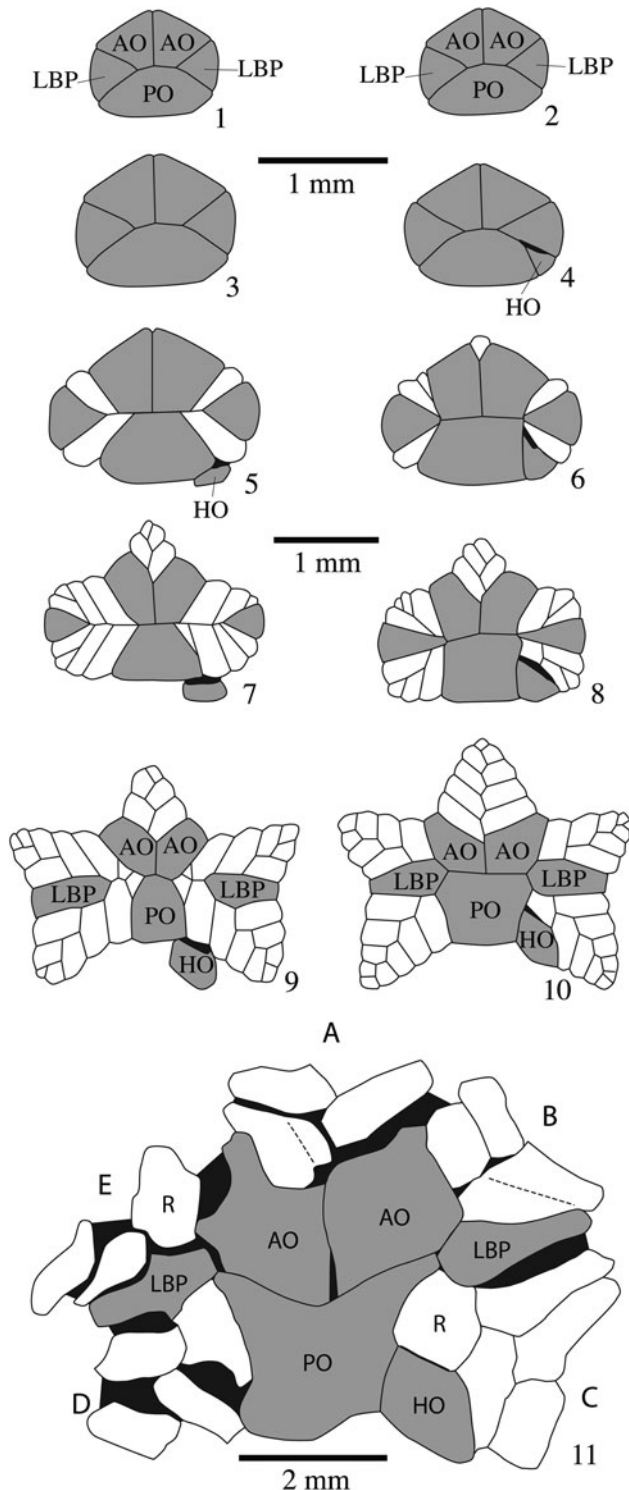 AO AO AO AO
LBP LBP LBP LBP
PO PO
1 2
1 mm
3 4
HO
5 6
HO
1 mm
7 8
AO AO AO AO
LBP LBP LBP LBP
PO PO
HO HO
9 10
A
B
E
R
AO AO
LBP
LBP
R
PO
D HO C
11
2 mm